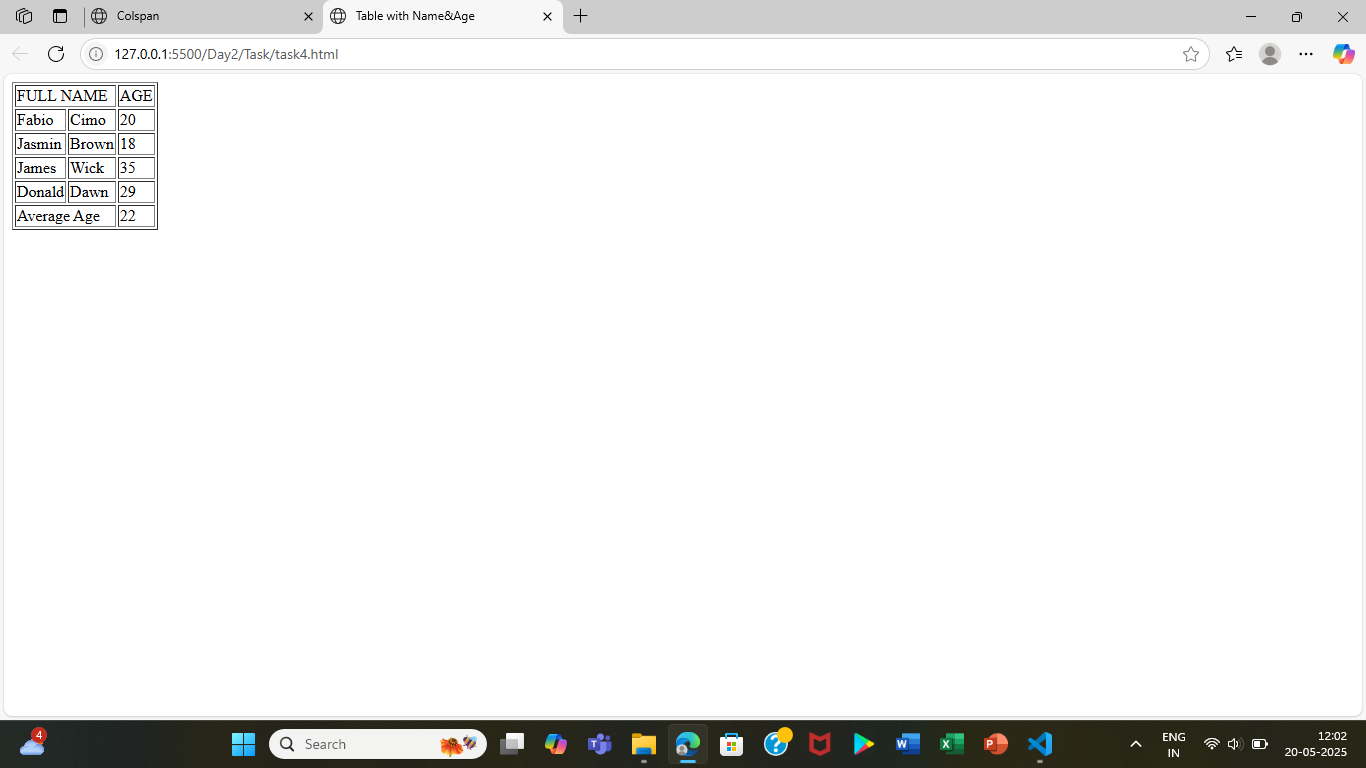 Colspan
Table with Name&Age
127.0.0.1:5500/Day2/Task/task4.html
FULL NAME AGE
Fabio Cimo 20
Jasmin Brown 18
James Wick 35
Donald Dawn 29
Average Age 22
4
Search
T
?
W
X
P
ENG
IN
12:02
20-05-2025